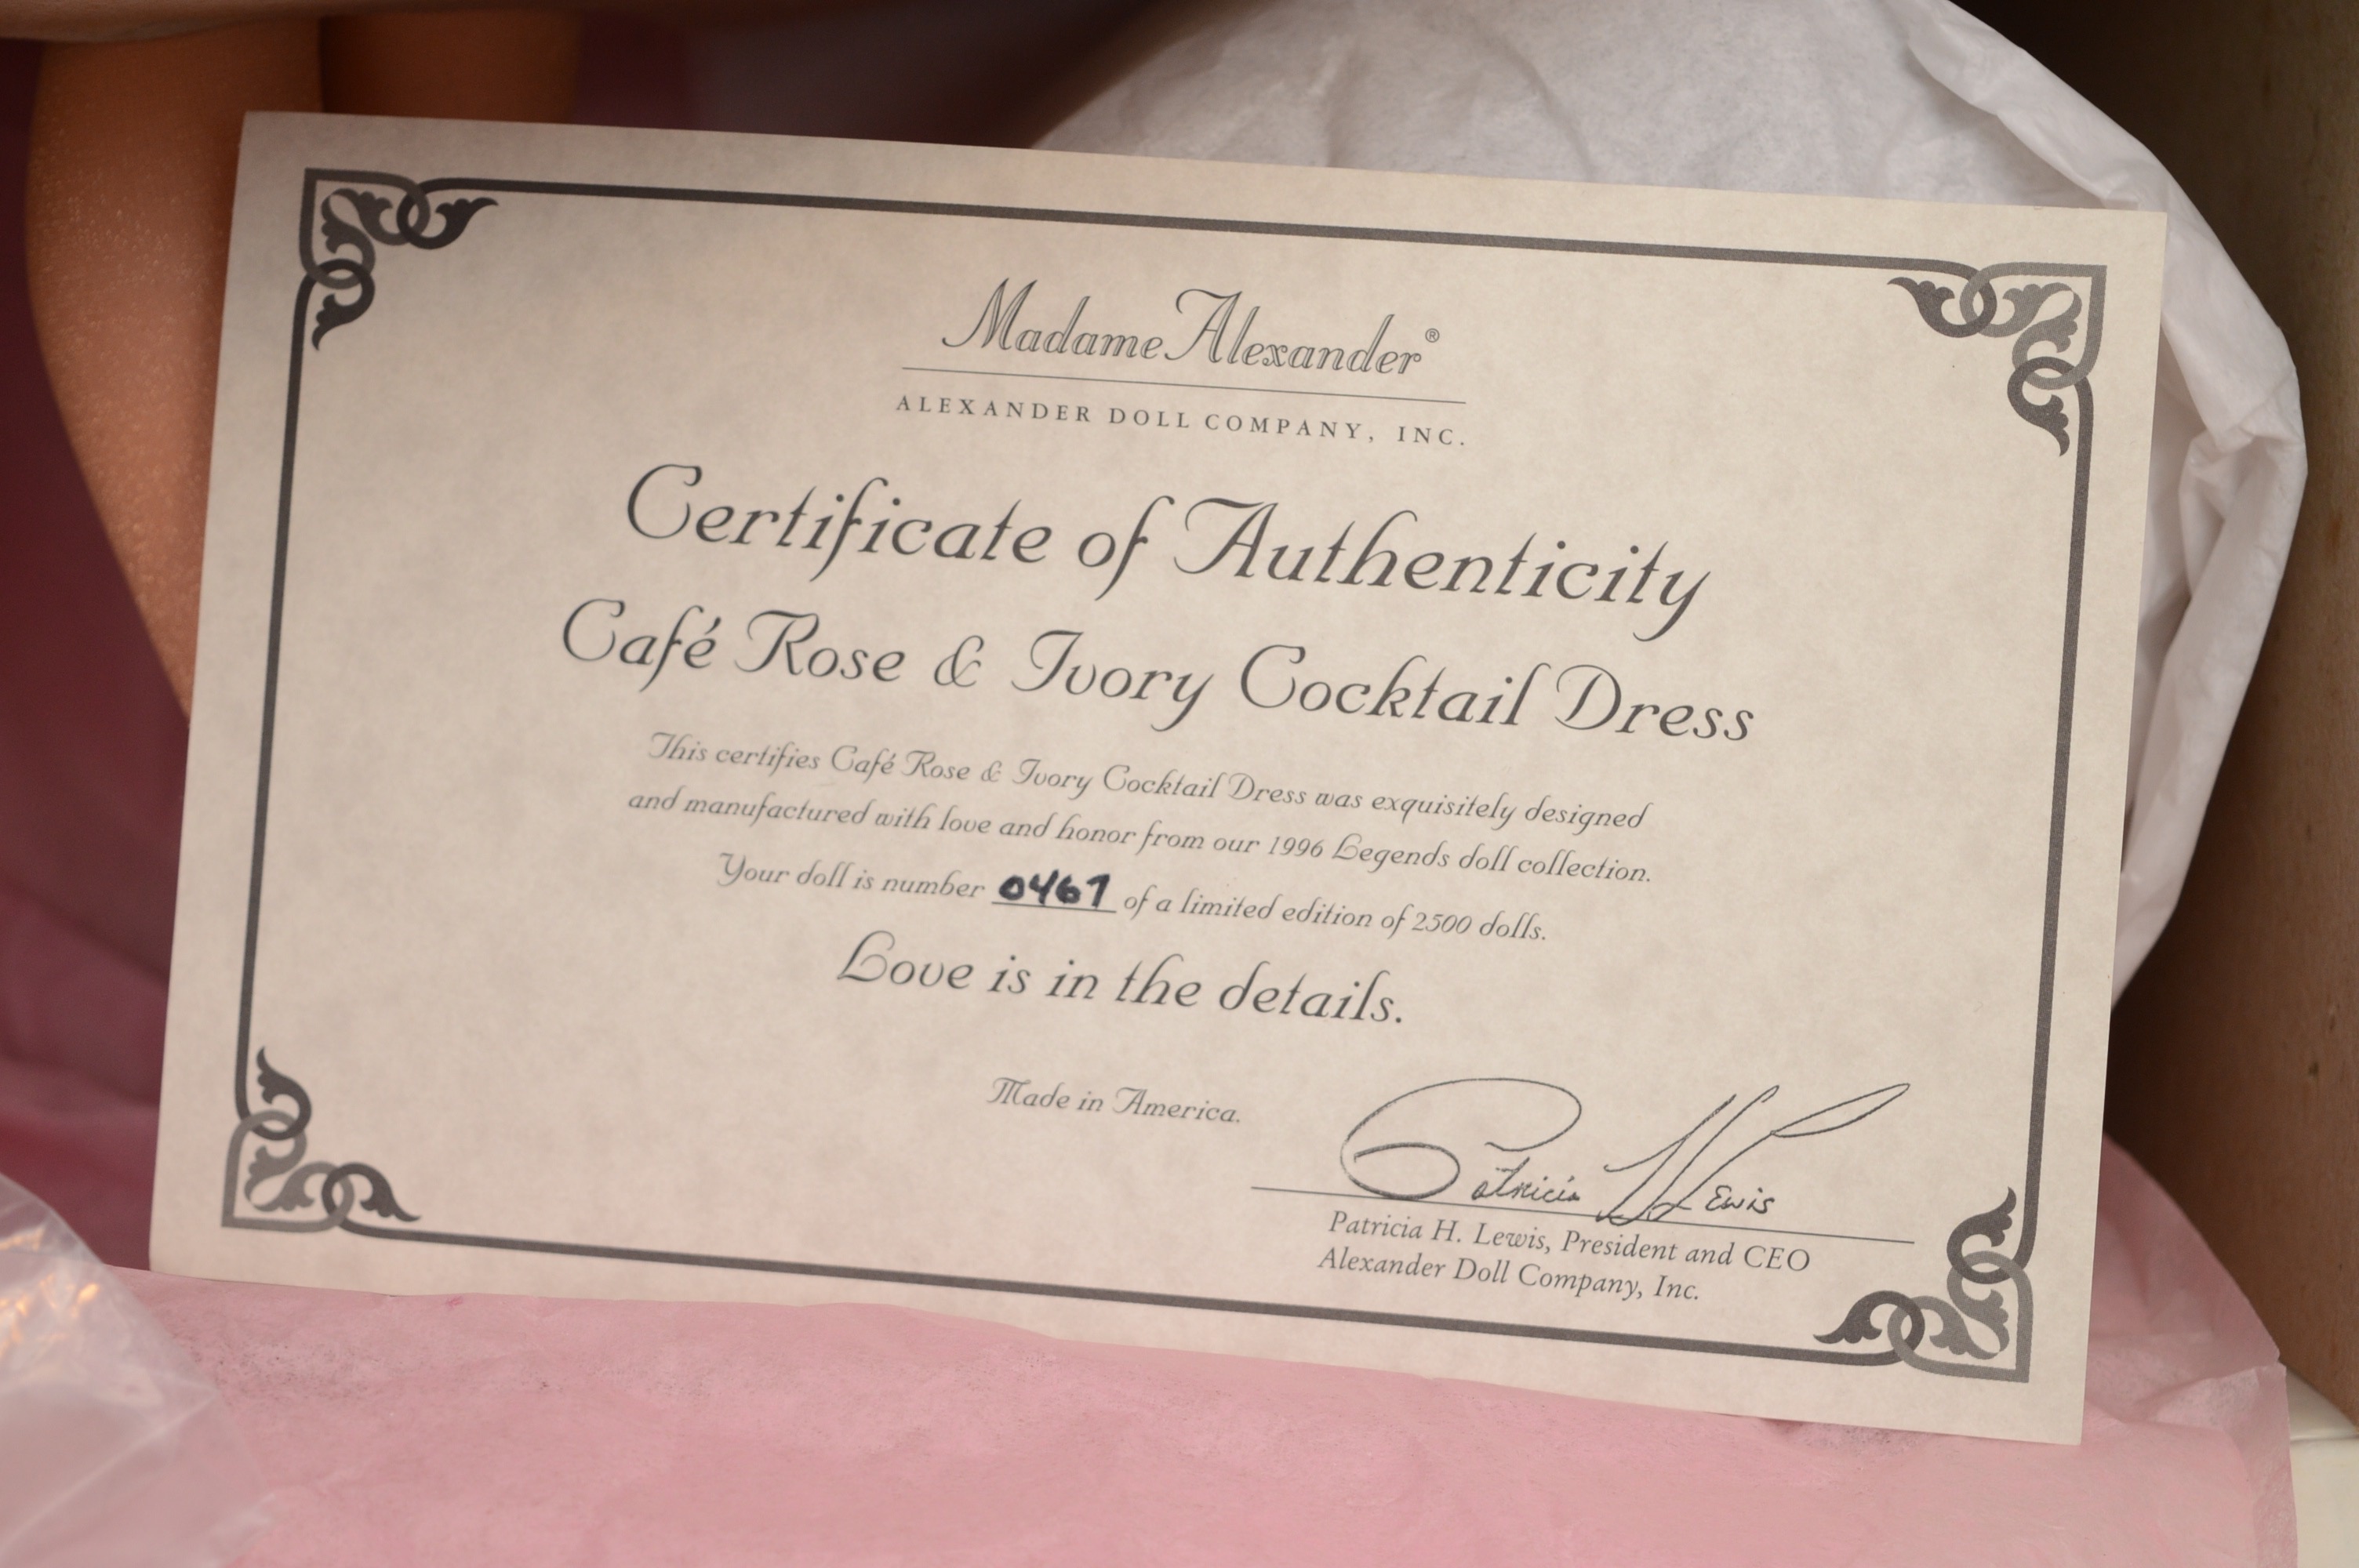 Madame Alexander®
ALEXANDER DOLL COMPANY, INC.
Certificate of Authenticity
Café Rose & Ivory Cocktail Dress
This certifies Café Rose & Ivory Cocktail Dress was exquisitely designed
and manufactured with love and honor from our 1996 Legends doll collection.
Your doll is number 0467 of a limited edition of 2500 dolls.
Love is in the details.
Made in America.
Patricia H Lewis
Patricia H. Lewis, President and CEO
Alexander Doll Company, Inc.